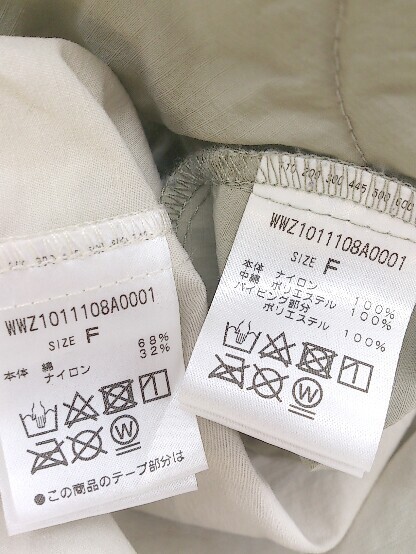 WWZ1011108A0001
SIZE F
本体 綿 68%
ナイロン 32%
W
●この商品のテープ部分は
WWZ1011108A0001
SIZE F
本体 ナイロン 100%
中綿 ポリエステル 100%
パイピング部分
ポリエステル 100%
W